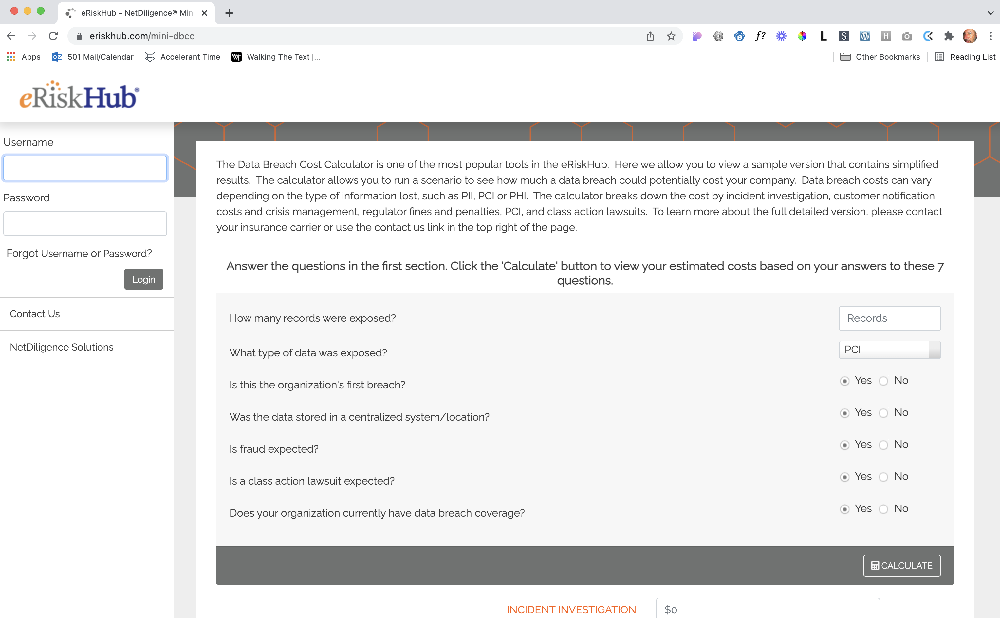 eRiskHub - NetDiligence® Mini
eriskhub.com/mini-dbcc
f?
L
S
H
Apps
501 Mail/Calendar
Accelerant Time
WT
Walking The Text |...
Other Bookmarks
Reading List
eRiskHub
Username
Password
Forgot Username or Password?
Login
Contact Us
NetDiligence Solutions
The Data Breach Cost Calculator is one of the most popular tools in the eRiskHub. Here we allow you to view a sample version that contains simplified
results. The calculator allows you to run a scenario to see how much a data breach could potentially cost your company. Data breach costs can vary
depending on the type of information lost, such as PII, PCI or PHI. The calculator breaks down the cost by incident investigation, customer notification
costs and crisis management, regulator fines and penalties, PCI, and class action lawsuits. To learn more about the full detailed version, please contact
your insurance carrier or use the contact us link in the top right of the page.
Answer the questions in the first section. Click the 'Calculate' button to view your estimated costs based on your answers to these 7
questions.
How many records were exposed?
Records
What type of data was exposed?
PCI
Is this the organization's first breach?
Yes No
Was the data stored in a centralized system/location?
Yes No
Is fraud expected?
Yes No
Is a class action lawsuit expected?
Yes No
Does your organization currently have data breach coverage?
Yes No
CALCULATE
INCIDENT INVESTIGATION
$0